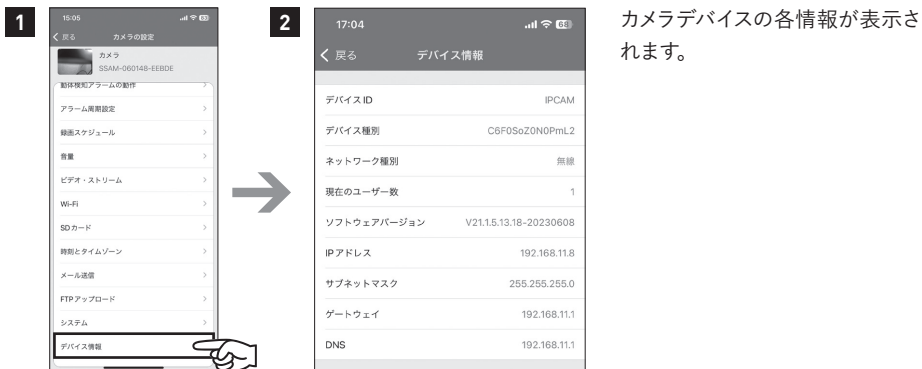 1
15:05
63
戻る
カメラの設定
カメラ
SSAM-060148-EEBDE
動体検知アラームの動作
アラーム周期設定
録画スケジュール
音量
ビデオ・ストリーム
Wi-Fi
SDカード
時刻とタイムゾーン
メール送信
FTPアップロード
システム
デバイス情報
2
17:04
68
戻る
デバイス情報
デバイスID IPCAM
デバイス種別 C6F0SoZ0N0PmL2
ネットワーク種別 無線
現在のユーザー数 1
ソフトウェアバージョン V21.1.5.13.18-20230608
IPアドレス 192.168.11.8
サブネットマスク 255.255.255.0
ゲートウェイ 192.168.11.1
DNS 192.168.11.1
カメラデバイスの各情報が表示さ
れます。